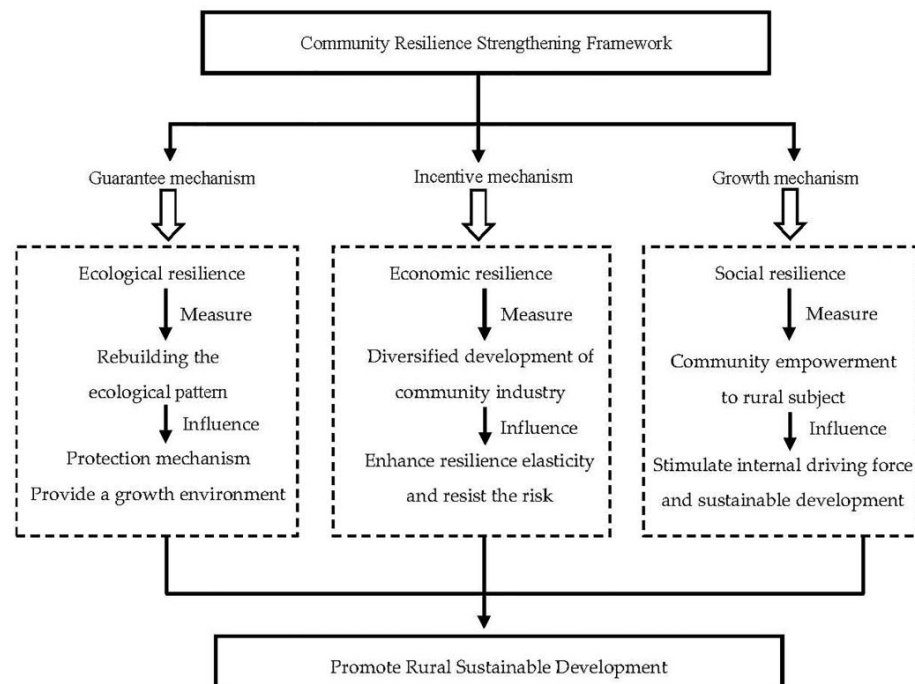 Community Resilience Strengthening Framework
Guarantee mechanism
Incentive mechanism
Growth mechanism
Ecological resilience
Measure
Rebuilding the
ecological pattern
Influence
Protection mechanism
Provide a growth environment
Economic resilience
Measure
Diversified development of
community industry
Influence
Enhance resilience elasticity
and resist the risk
Social resilience
Measure
Community empowerment
to rural subject
Influence
Stimulate internal driving force
and sustainable development
Promote Rural Sustainable Development